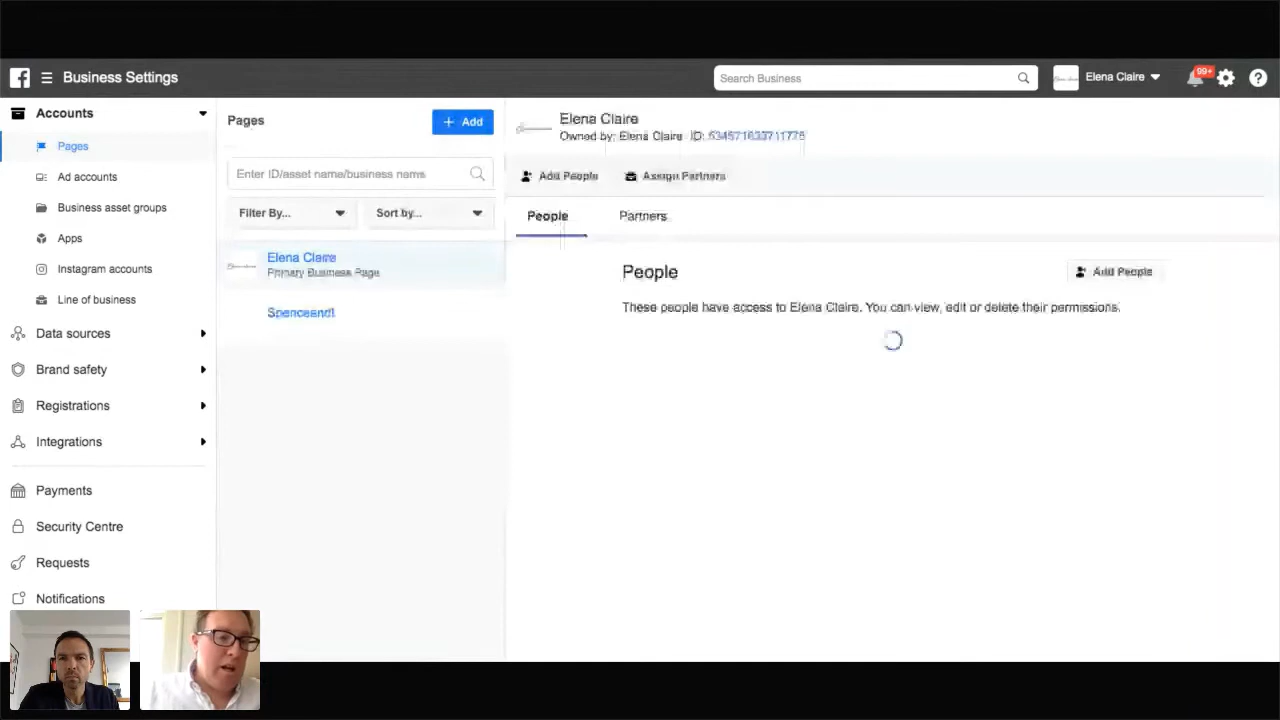 Business Settings
Search Business
Elena Claire
99+
Accounts
Pages
Ad accounts
Business asset groups
Apps
Instagram accounts
Line of business
Data sources
Brand safety
Registrations
Integrations
Payments
Security Centre
Requests
Notifications
Pages
+ Add
Enter ID/asset name/business name
Filter By...
Sort by...
Elena Claire
Primary Business Page
Elena Claire
Owned by: Elena Claire ID:
Add People
Assign Partners
People
Partners
People
Add People
These people have access to Elena Claire. You can view, edit or delete their permissions.